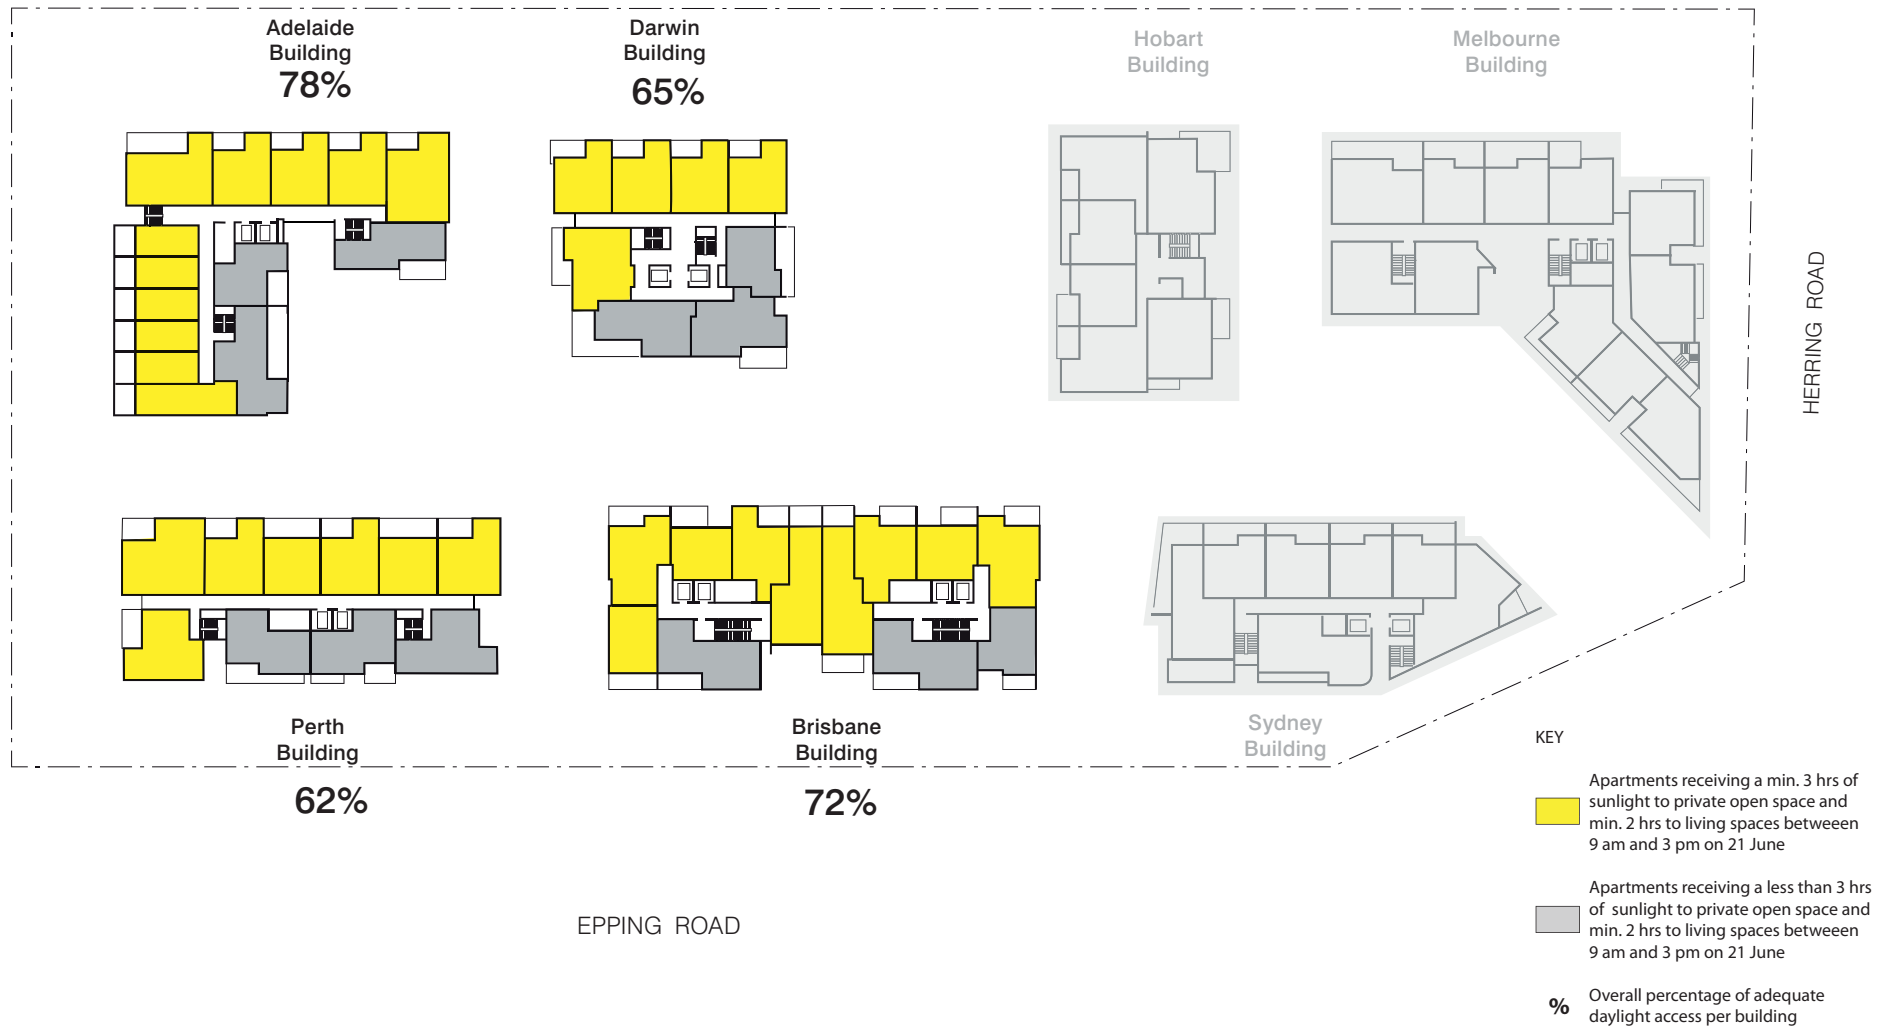 Adelaide
Building
78%
Darwin
Building
65%
Hobart
Building
Melbourne
Building
HERRING ROAD
Perth
Building
62%
Brisbane
Building
72%
Sydney
Building
EPPING ROAD
KEY
Apartments receiving a min. 3 hrs of
sunlight to private open space and
min. 2 hrs to living spaces betweeen
9 am and 3 pm on 21 June
Apartments receiving a less than 3 hrs
of sunlight to private open space and
min. 2 hrs to living spaces betweeen
9 am and 3 pm on 21 June
% Overall percentage of adequate
daylight access per building